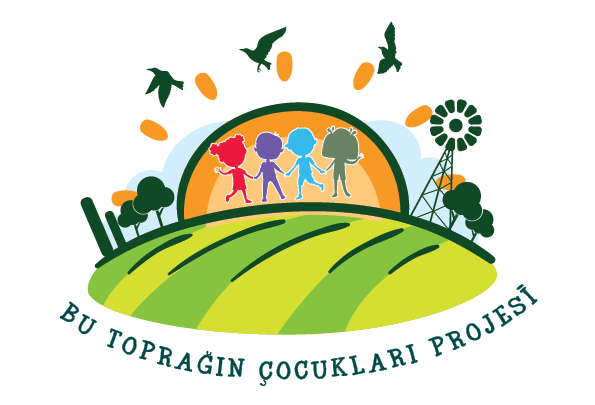 BU TOPRAĞIN ÇOCUKLARI PROJESİ